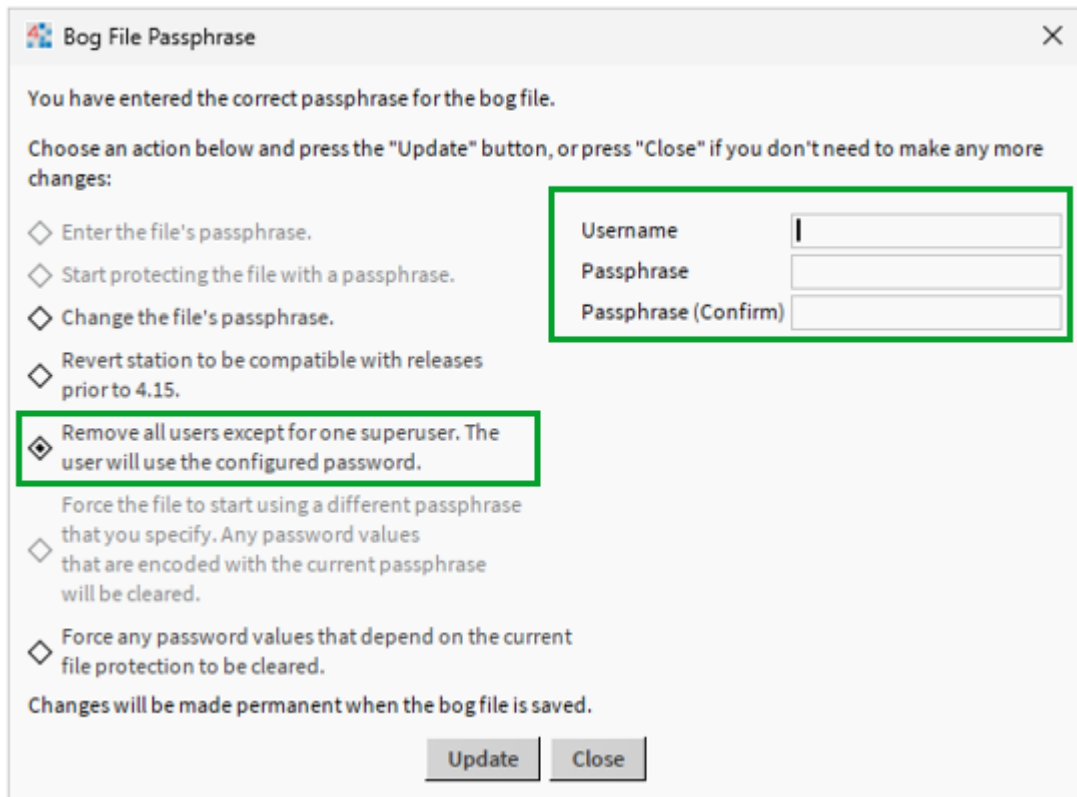 Bog File Passphrase
You have entered the correct passphrase for the bog file.
Choose an action below and press the "Update" button, or press "Close" if you don't need to make any more
changes:
Enter the file's passphrase.
Start protecting the file with a passphrase.
Change the file's passphrase.
Revert station to be compatible with releases
prior to 4.15.
Remove all users except for one superuser. The
user will use the configured password.
Force the file to start using a different passphrase
that you specify. Any password values
that are encoded with the current passphrase
will be cleared.
Force any password values that depend on the current
file protection to be cleared.
Username
Passphrase
Passphrase (Confirm)
Changes will be made permanent when the bog file is saved.
Update
Close